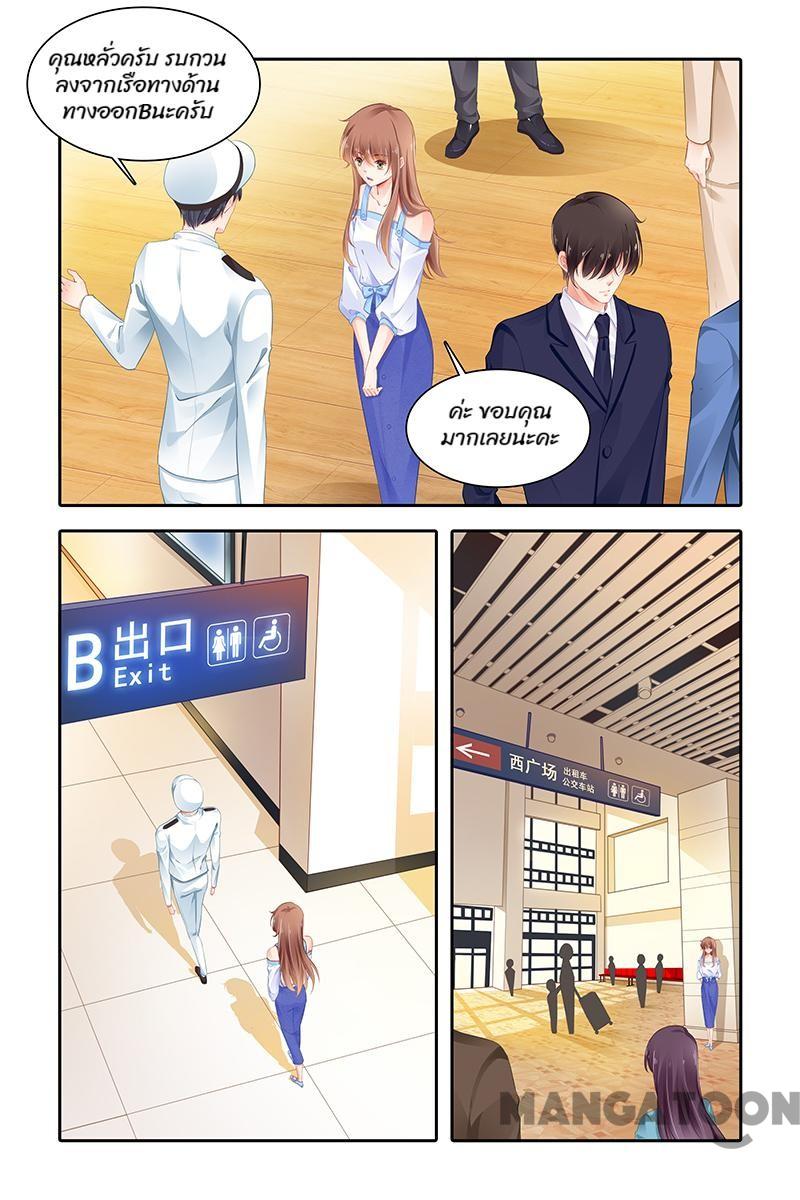 คุณหลั่วครับ รบกวน
ลงจากเรือทางด้าน
ทางออกBนะครับ
ค่ะ ขอบคุณ
มากเลยนะคะ
B 出口
Exit
西广场
出租车
公交车站
MANGATOON